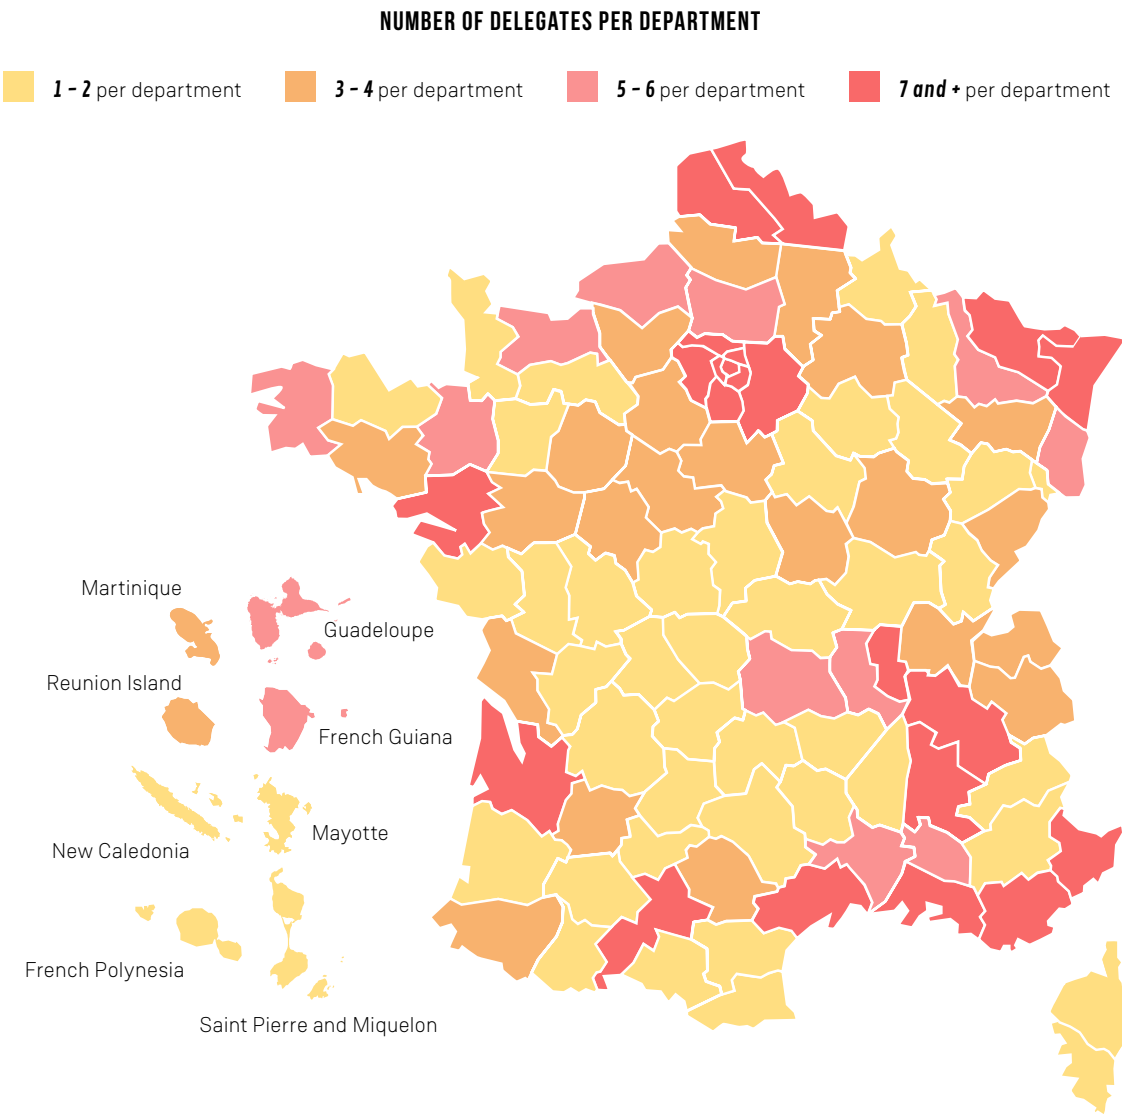 NUMBER OF DELEGATES PER DEPARTMENT
1 – 2 per department
3 – 4 per department
5 – 6 per department
7 and + per department
Martinique
Guadeloupe
Reunion Island
French Guiana
Mayotte
New Caledonia
French Polynesia
Saint Pierre and Miquelon